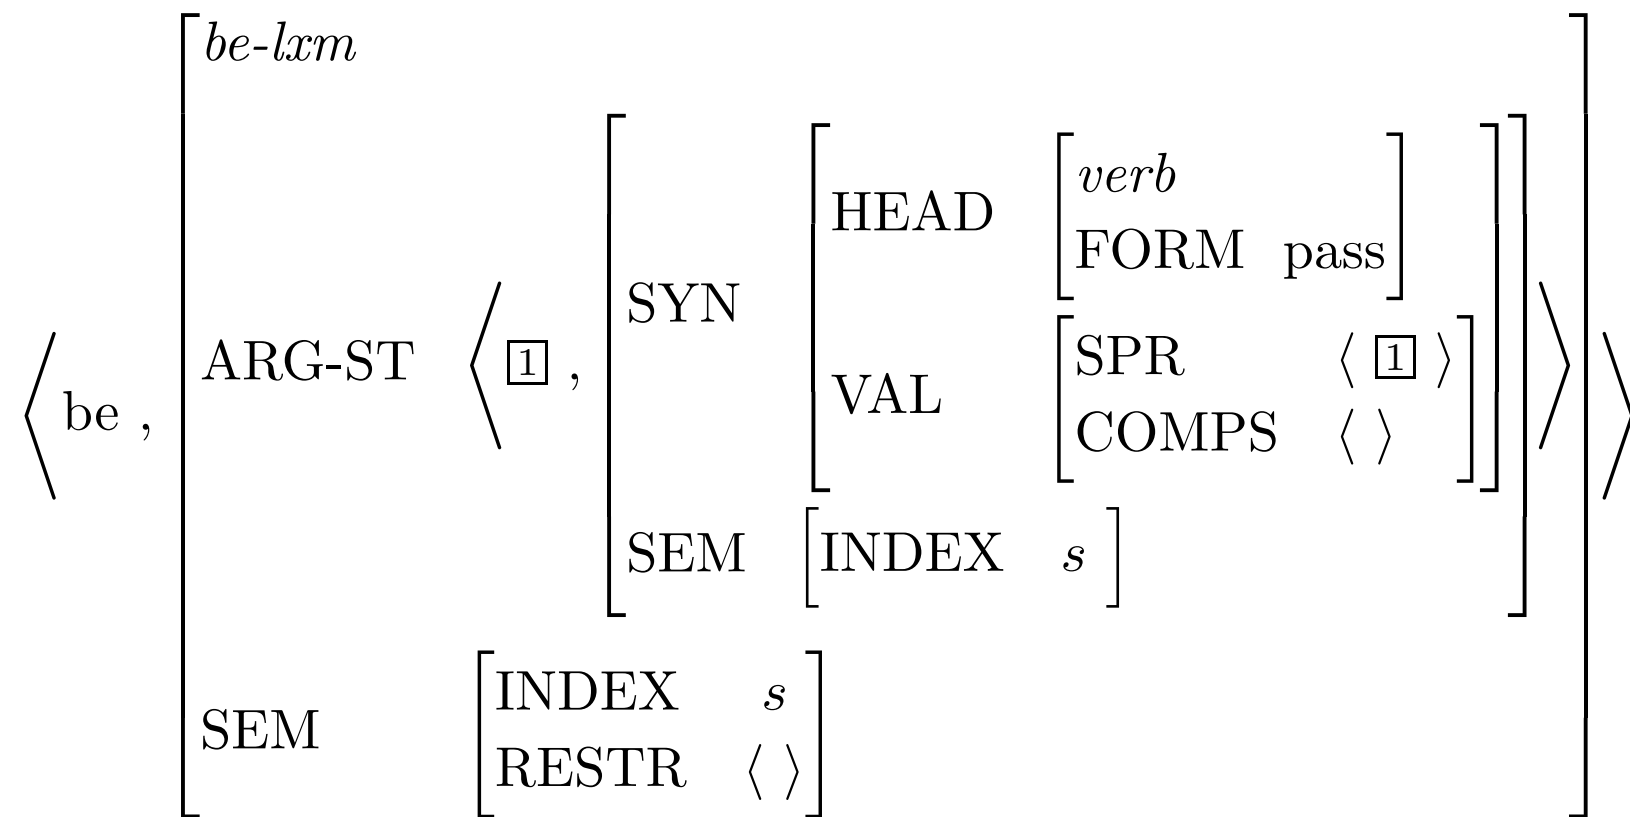 be-lxm
verb
HEAD
FORM pass
SYN
SPR ⟨ 1 ⟩
ARG-ST ⟨ 1 ,
VAL
⟨ be ,
COMPS ⟨ ⟩
SEM [ INDEX s ]
INDEX s
SEM
RESTR ⟨ ⟩